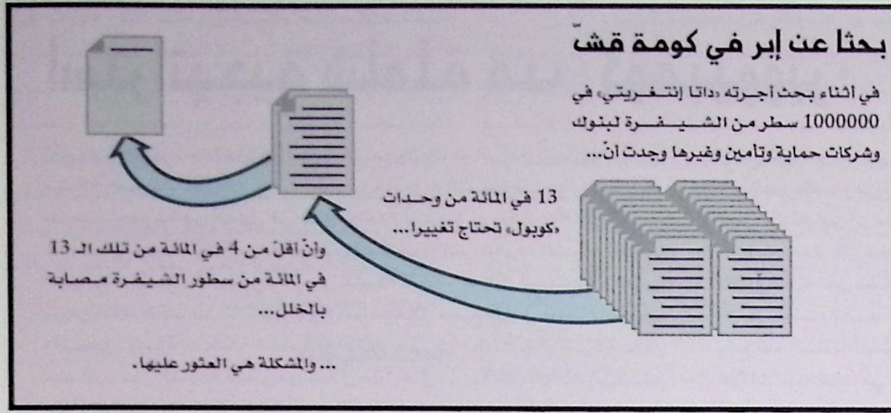 بحثا عن إبر في كومة قشّ
في أثناء بحث أجرته «داتا إنتغريتي» في
1000000 سطر من الشيفرة لبنوك
وشركات حماية وتأمين وغيرها وجدت أنّ...
13 في المائة من وحدات
«كوبول» تحتاج تغييرا...
وأنّ أقلّ من 4 في المائة من تلك الـ 13
في المائة من سطور الشيفرة مصابة
بالخلل...
... والمشكلة هي العثور عليها.